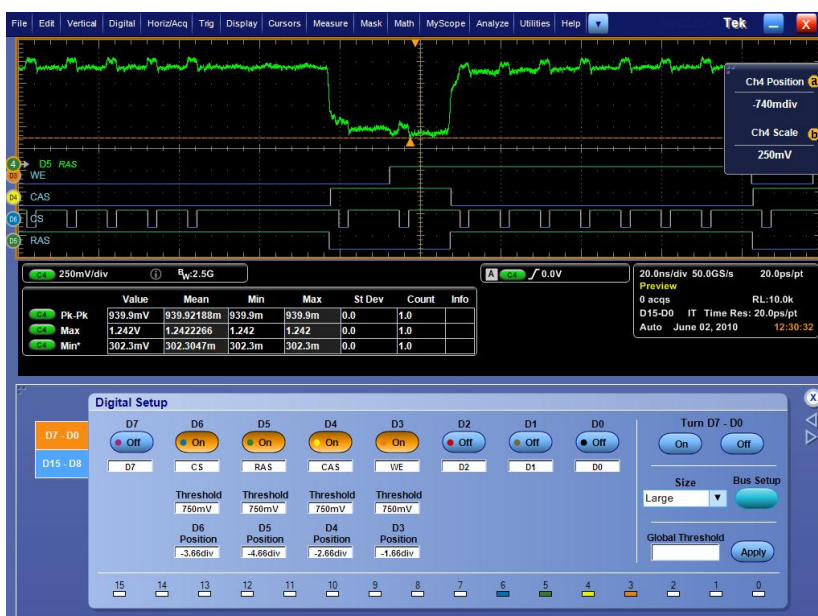 File Edit Vertical Digital Horiz/Acq Trig Display Cursors Measure Mask Math MyScope Analyze Utilities Help Tek X
Ch4 Position a
-740mdiv
Ch4 Scale b
250mV
4 D5 RAS
D3 WE
D4 CAS
D6 CS
D5 RAS
C4 250mV/div BW:2.5G
A C4 0.0V
20.0ns/div 50.0GS/s 20.0ps/pt
Preview
0 acqs RL:10.0k
D15-D0 IT Time Res: 20.0ps/pt
Auto June 02, 2010 12:30:32
Value Mean Min Max St Dev Count Info
C4 Pk-Pk 939.9mV 939.92188m 939.9m 939.9m 0.0 1.0
C4 Max 1.242V 1.2422266 1.242 1.242 0.0 1.0
C4 Min* 302.3mV 302.3047m 302.3m 302.3m 0.0 1.0
Digital Setup
X
D7 - D0
D15 - D8
D7 D6 D5 D4 D3 D2 D1 D0
Off On On On On Off Off Off
D7 CS RAS CAS WE D2 D1 D0
Threshold Threshold Threshold Threshold
750mV 750mV 750mV 750mV
D6 D5 D4 D3
Position Position Position Position
-3.66div -4.66div -2.66div -1.66div
Turn D7 - D0
On Off
Size Bus Setup
Large
Global Threshold
Apply
15 14 13 12 11 10 9 8 7 6 5 4 3 2 1 0